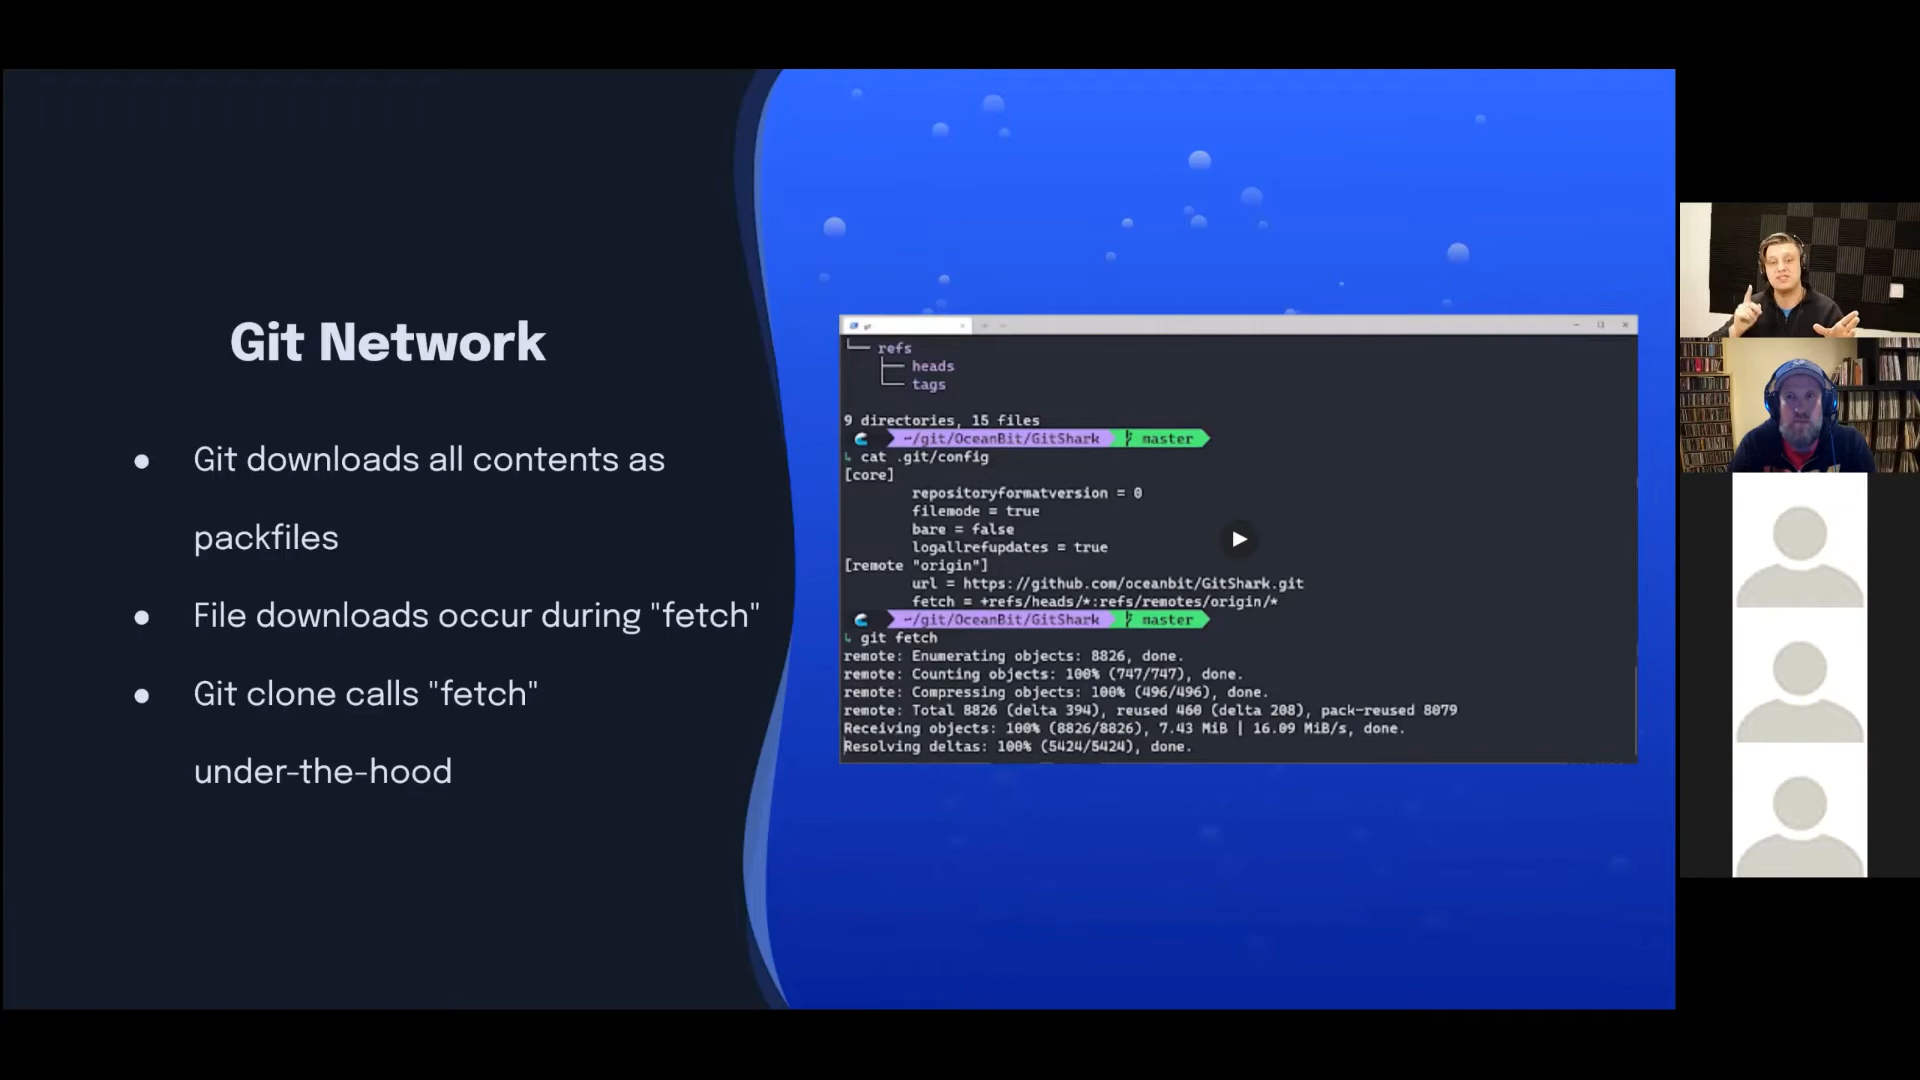 Git Network
● Git downloads all contents as
packfiles
● File downloads occur during "fetch"
● Git clone calls "fetch"
under-the-hood
└── refs
├── heads
└── tags
9 directories, 15 files
~/git/OceanBit/GitShark master
↳ cat .git/config
[core]
repositoryformatversion = 0
filemode = true
bare = false
logallrefupdates = true
[remote "origin"]
url = https://github.com/oceanbit/GitShark.git
fetch = +refs/heads/*:refs/remotes/origin/*
~/git/OceanBit/GitShark master
↳ git fetch
remote: Enumerating objects: 8826, done.
remote: Counting objects: 100% (747/747), done.
remote: Compressing objects: 100% (496/496), done.
remote: Total 8826 (delta 394), reused 460 (delta 208), pack-reused 8079
Receiving objects: 100% (8826/8826), 7.43 MiB | 16.09 MiB/s, done.
Resolving deltas: 100% (5424/5424), done.